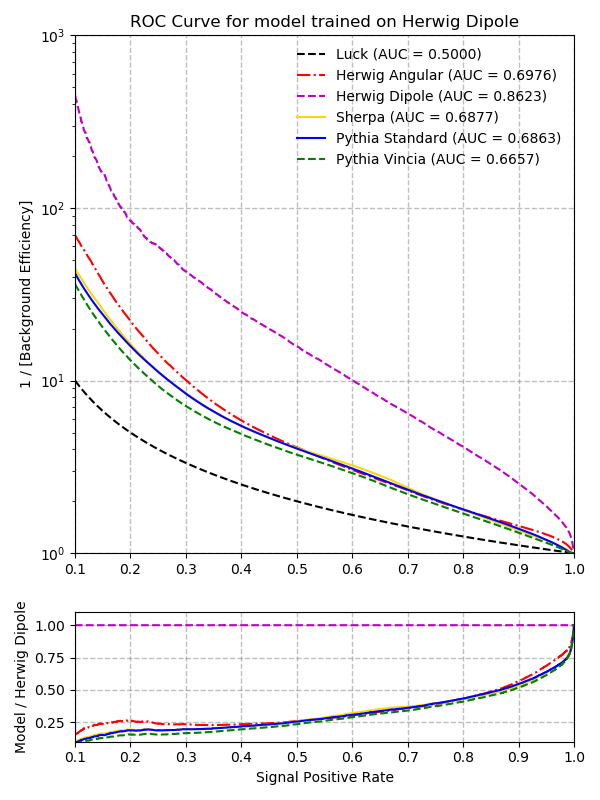 ROC Curve for model trained on Herwig Dipole
Luck (AUC = 0.5000)
Herwig Angular (AUC = 0.6976)
Herwig Dipole (AUC = 0.8623)
Sherpa (AUC = 0.6877)
Pythia Standard (AUC = 0.6863)
Pythia Vincia (AUC = 0.6657)
1 / [Background Efficiency]
10³
10²
10¹
10⁰
0.1 0.2 0.3 0.4 0.5 0.6 0.7 0.8 0.9 1.0
Model / Herwig Dipole
1.00
0.75
0.50
0.25
0.1 0.2 0.3 0.4 0.5 0.6 0.7 0.8 0.9 1.0
Signal Positive Rate